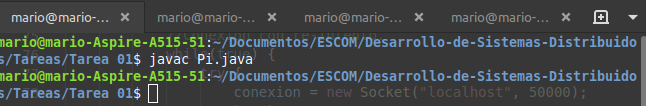 mario@mario-...
mario@mario-...
mario@mario-...
mario@mario-...
mario@mario-Aspire-A515-51:~/Documentos/ESCOM/Desarrollo-de-Sistemas-Distribuido
s/Tareas/Tarea 01$ javac Pi.java
mario@mario-Aspire-A515-51:~/Documentos/ESCOM/Desarrollo-de-Sistemas-Distribuido
s/Tareas/Tarea 01$
conexion = new Socket("localhost", 50000);